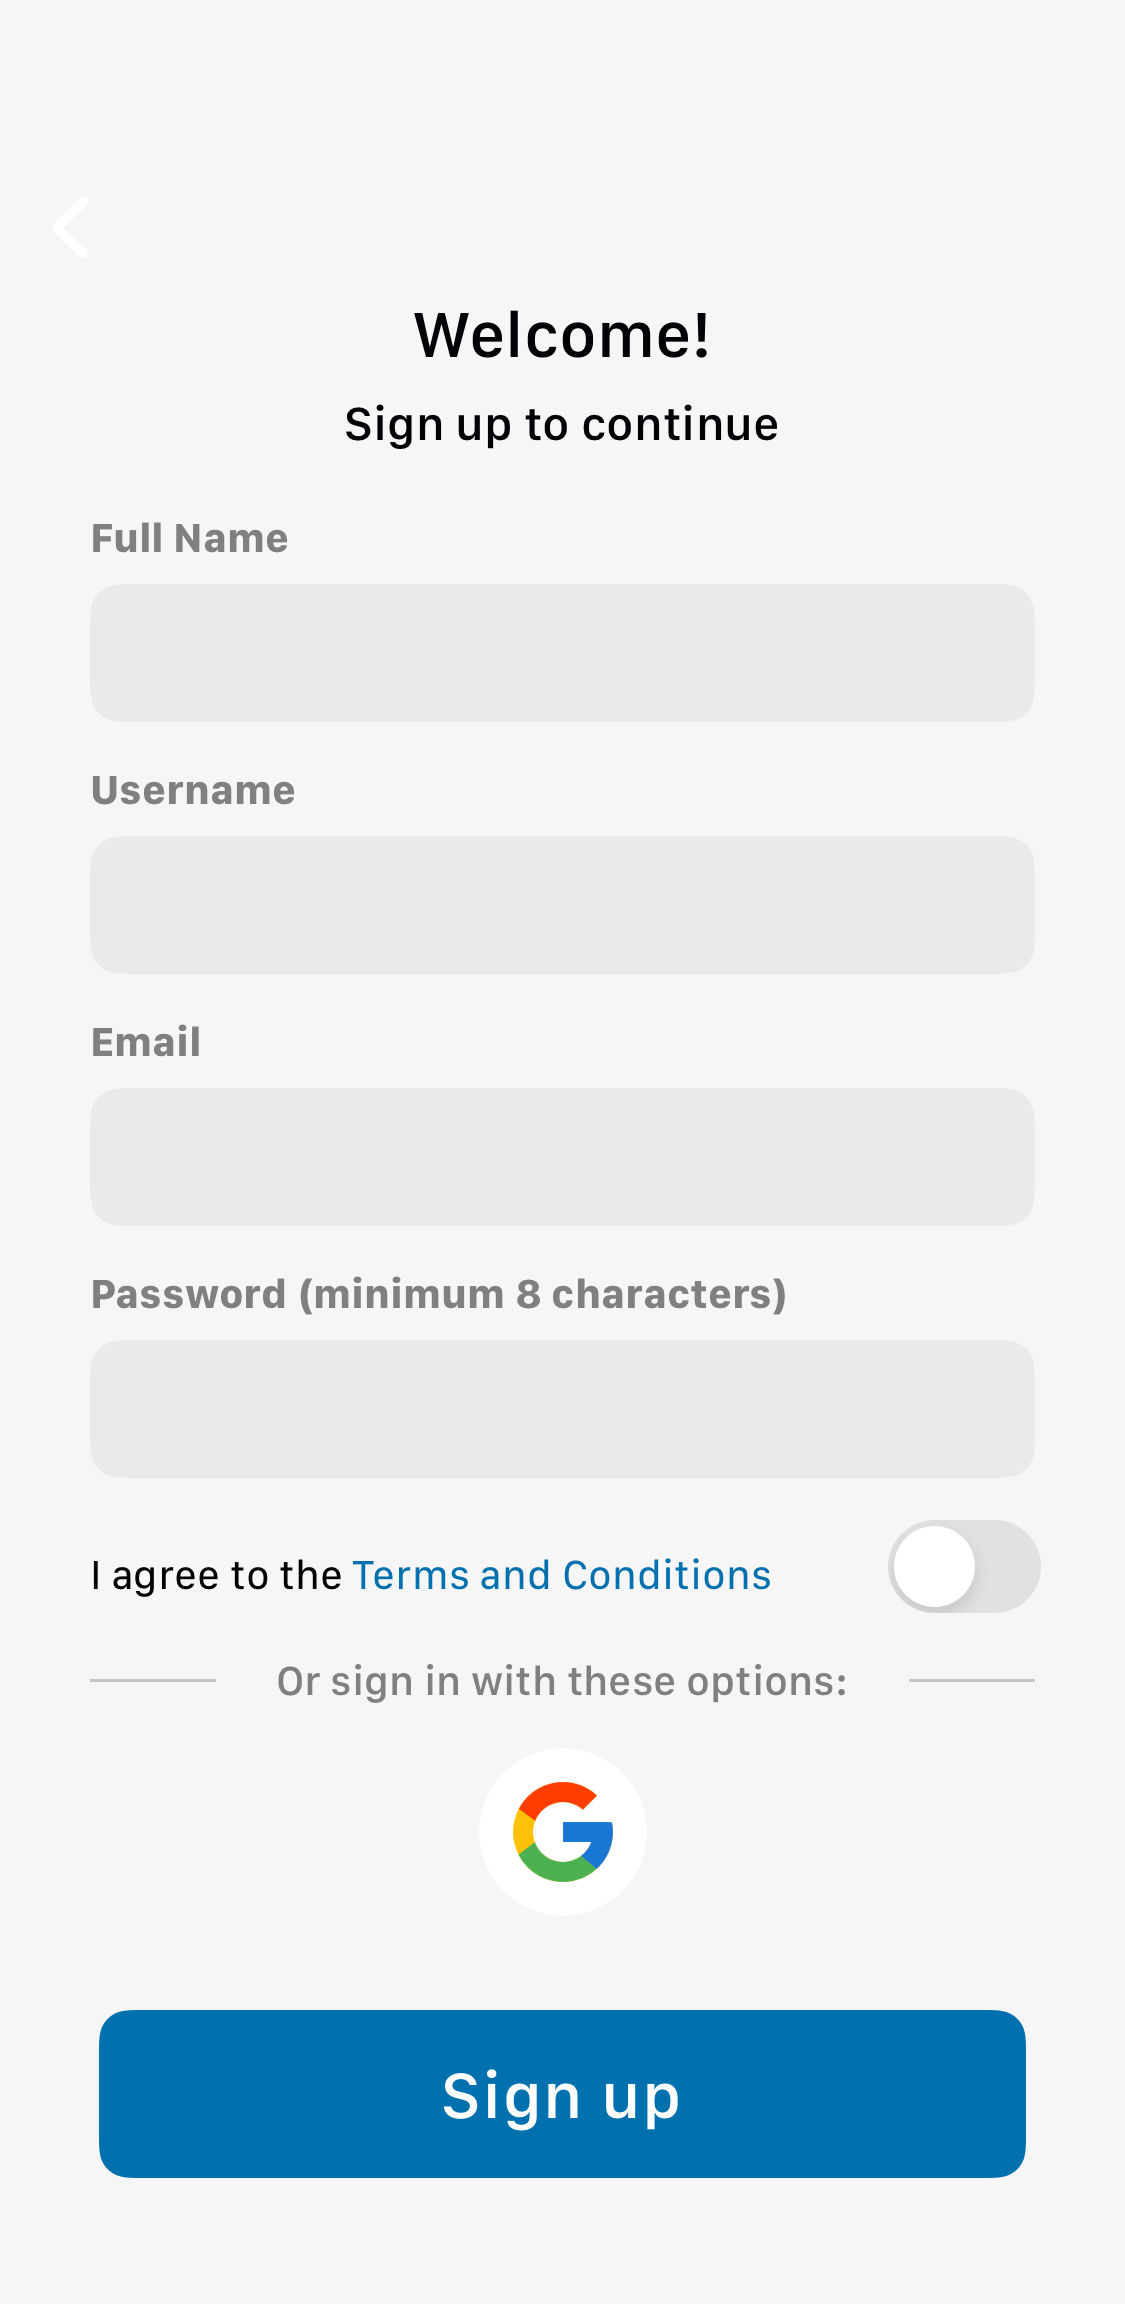 Welcome!
Sign up to continue
Full Name
Username
Email
Password (minimum 8 characters)
I agree to the Terms and Conditions
Or sign in with these options:
Sign up